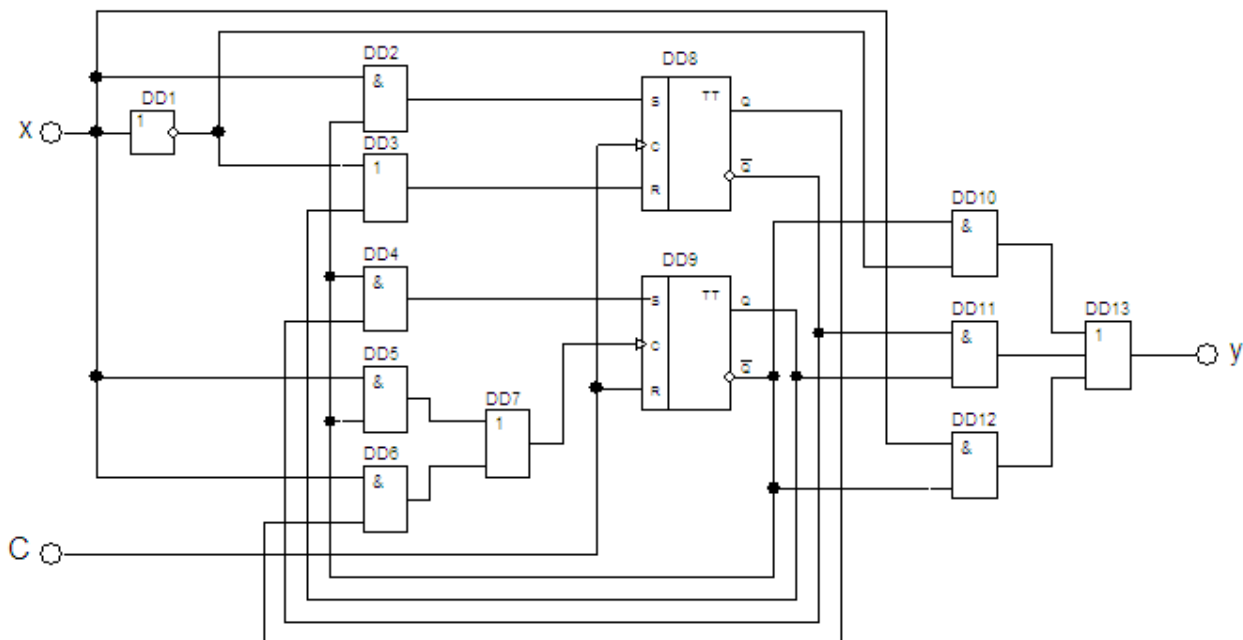 DD2
&
DD8
TT
S
C
R
Q
Q
DD1
1
x
DD3
1
DD10
&
DD4
&
DD9
TT
S
C
R
Q
Q
DD11
&
DD13
1
y
DD5
&
DD7
1
DD12
&
DD6
&
C